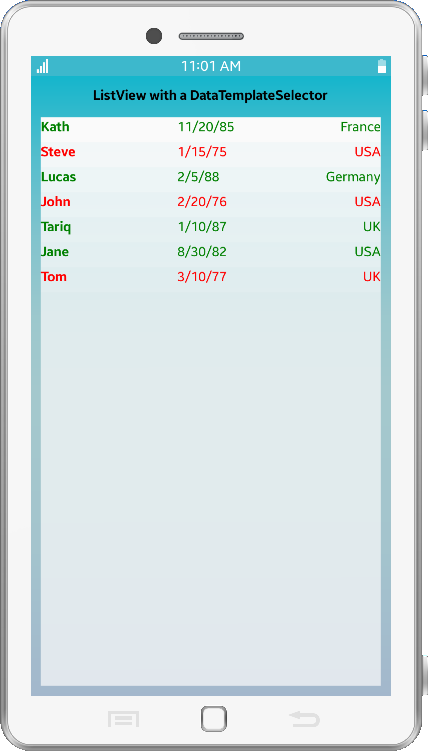 11:01 AM
ListView with a DataTemplateSelector
Kath 11/20/85 France
Steve 1/15/75 USA
Lucas 2/5/88 Germany
John 2/20/76 USA
Tariq 1/10/87 UK
Jane 8/30/82 USA
Tom 3/10/77 UK